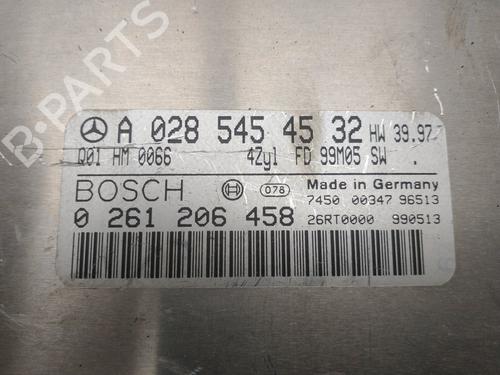 B-PARTS
A 028 545 45 32 HW 39.97
Q01 HM 0066 4Zyl FD 99M05 SW .
BOSCH 078 Made in Germany
7450 00347 96513
0 261 206 458 26RT0000 990513